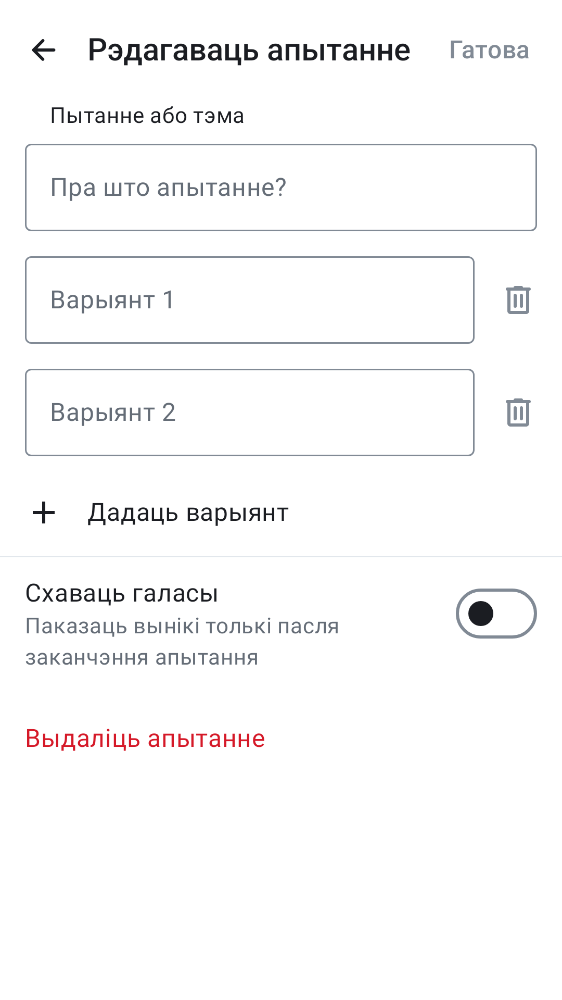 Рэдагаваць апытанне
Гатова
Пытанне або тэма
Пра што апытанне?
Варыянт 1
Варыянт 2
Дадаць варыянт
Схаваць галасы
Паказаць вынікі толькі пасля
заканчэння апытання
Выдаліць апытанне